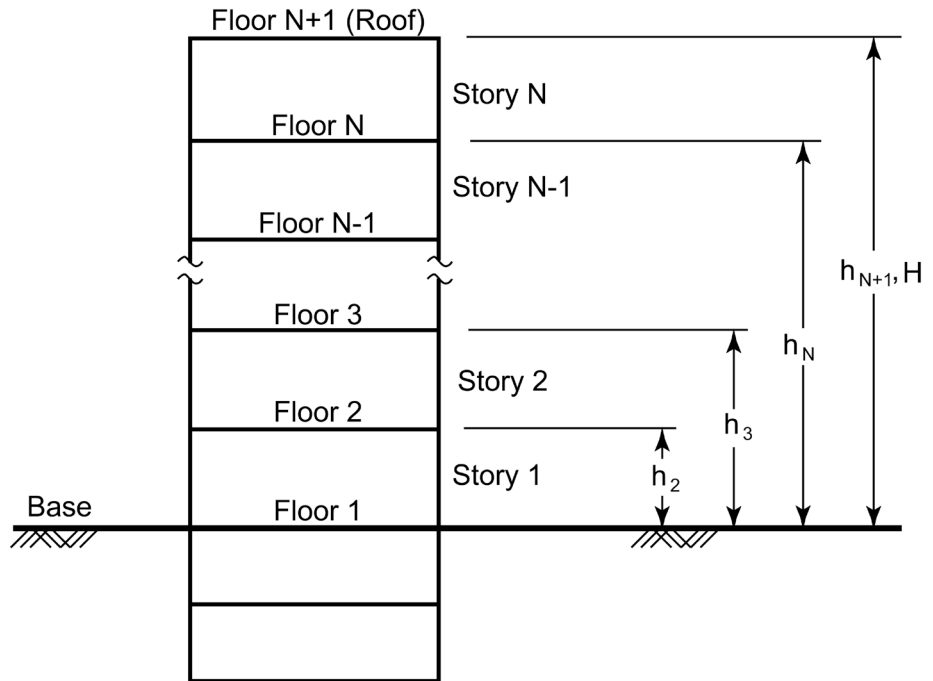 Floor N+1 (Roof)
Story N
Floor N
Story N-1
Floor N-1
h_{N+1}, H
Floor 3
h_N
Story 2
Floor 2
h_3
Story 1
h_2
Base
Floor 1